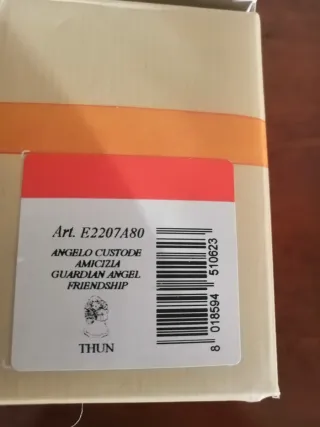 Art. E2207A80
ANGELO CUSTODE
AMICIZIA
GUARDIAN ANGEL
FRIENDSHIP
THUN
8 018594 510623